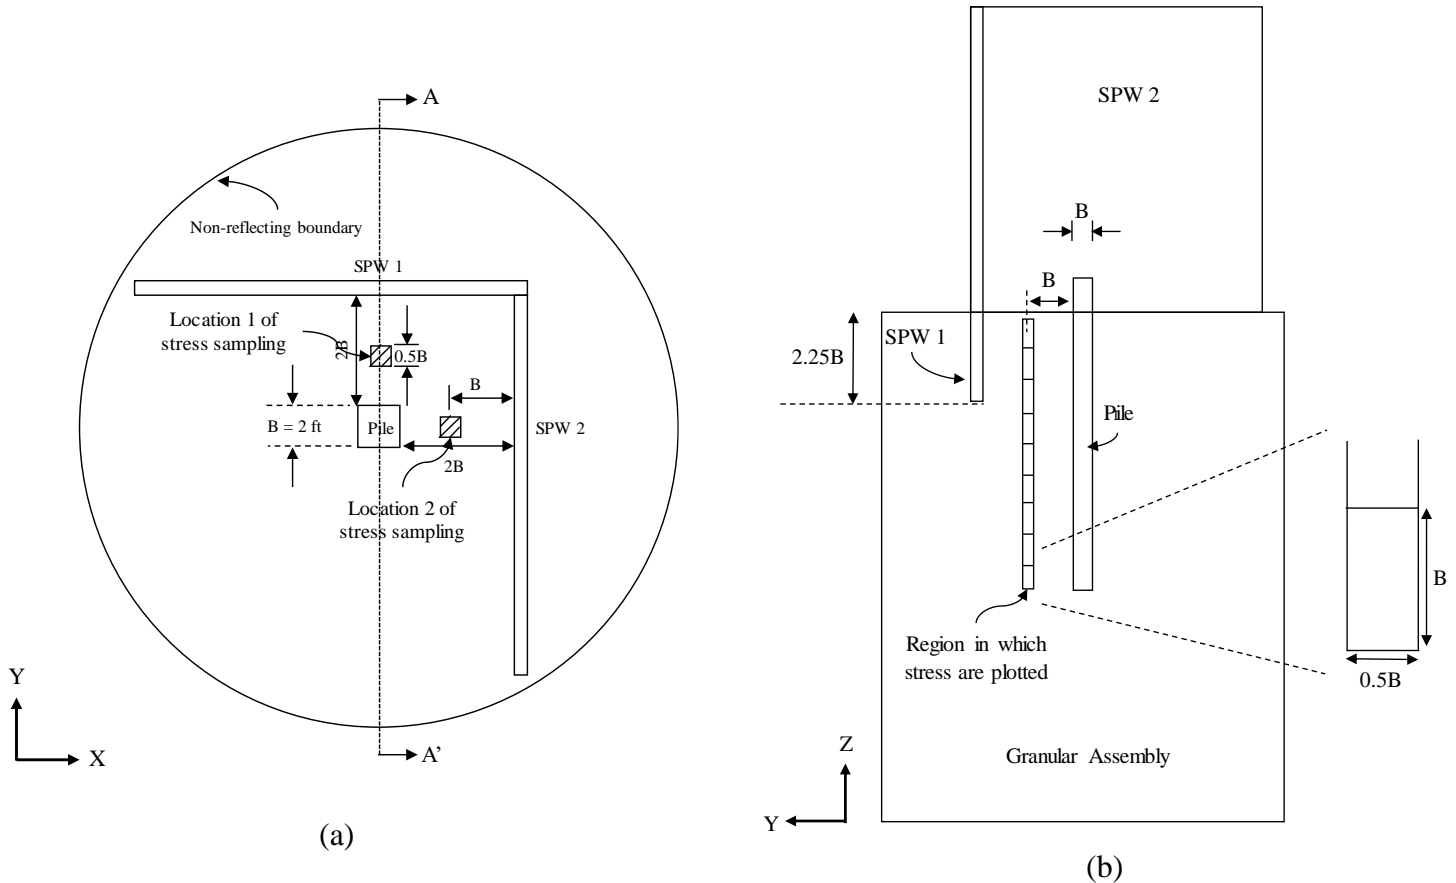 A
Non-reflecting boundary
SPW 1
Location 1 of
stress sampling
2B
0.5B
B
B = 2 ft
Pile
SPW 2
2B
Location 2 of
stress sampling
Y
X
A’
(a)
SPW 2
B
B
SPW 1
2.25B
Pile
Region in which
stress are plotted
B
0.5B
Z
Granular Assembly
Y
(b)